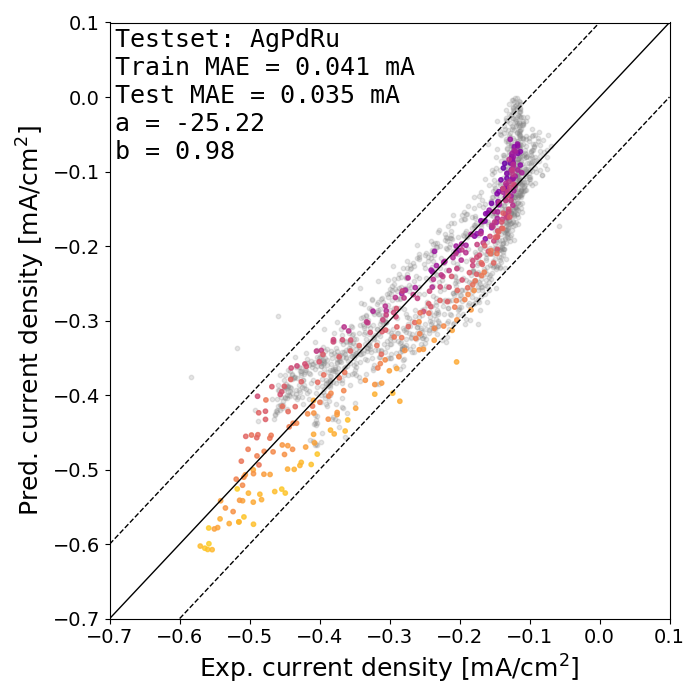 Testset: AgPdRu
Train MAE = 0.041 mA
Test MAE = 0.035 mA
a = -25.22
b = 0.98
0.1
0.0
−0.1
−0.2
−0.3
−0.4
−0.5
−0.6
−0.7
Pred. current density [mA/cm²]
−0.7 −0.6 −0.5 −0.4 −0.3 −0.2 −0.1 0.0 0.1
Exp. current density [mA/cm²]